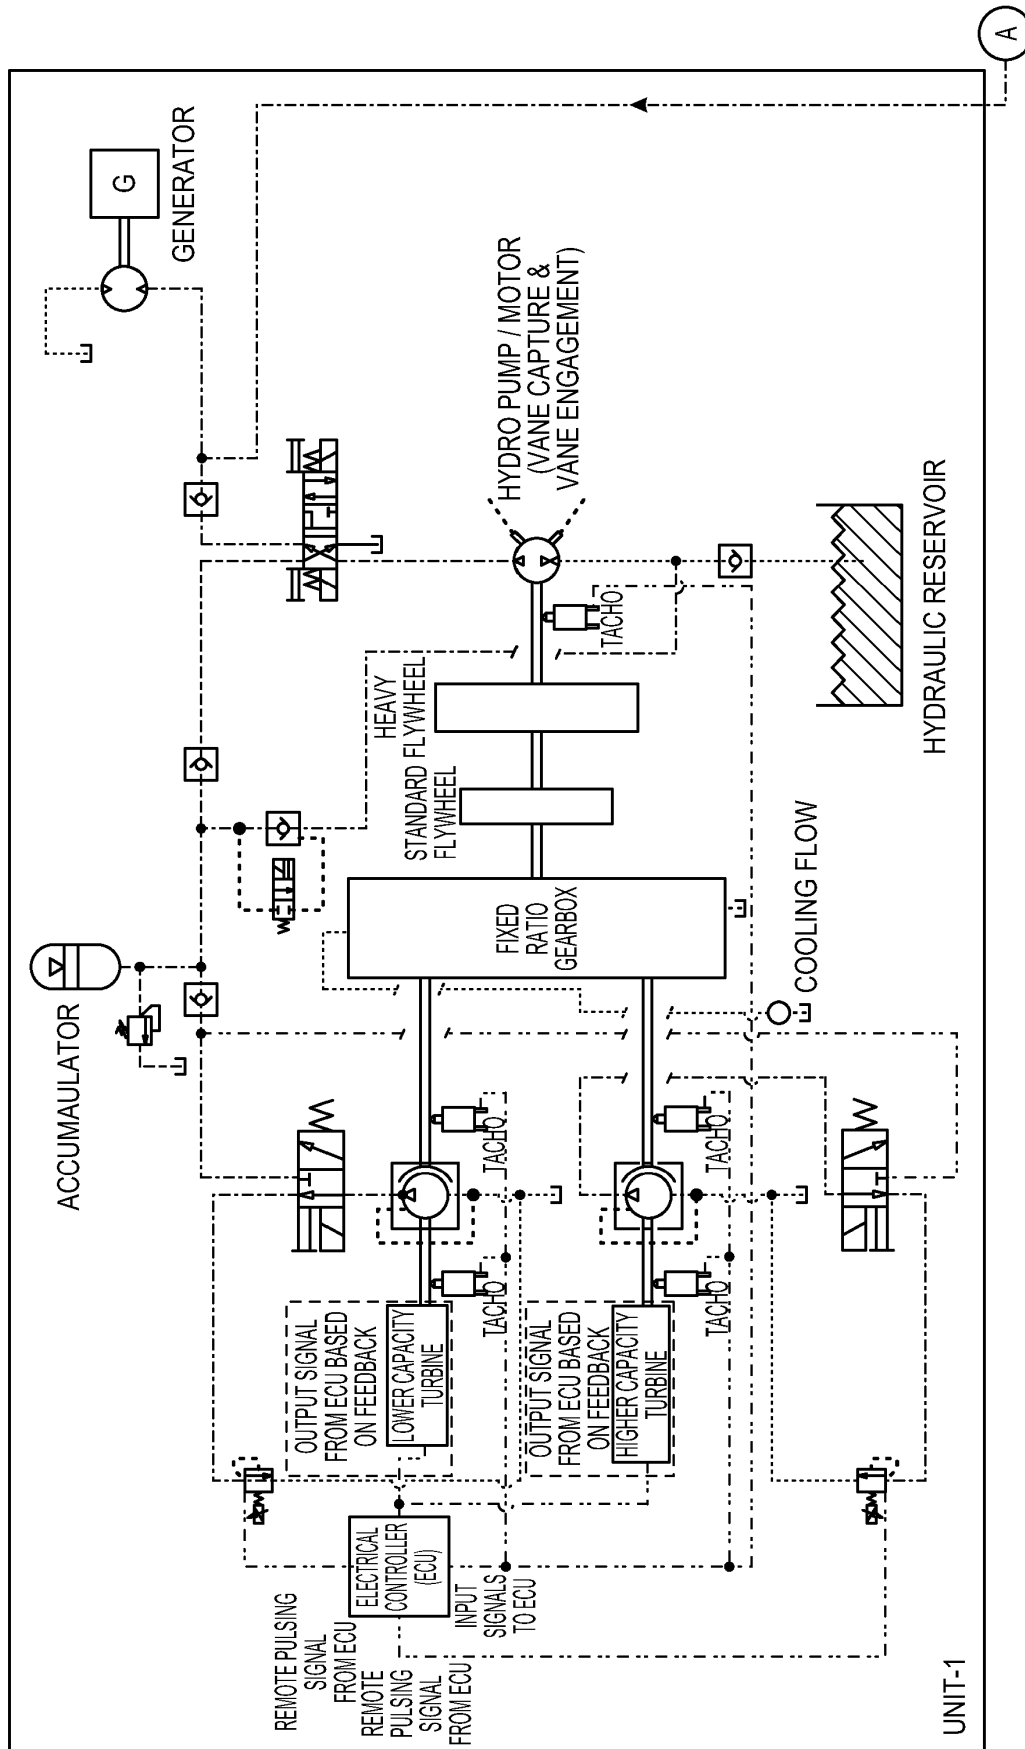 A
GENERATOR
G
HYDRO PUMP / MOTOR
(VANE CAPTURE &
VANE ENGAGEMENT)
HYDRAULIC RESERVOIR
TACHO
HEAVY
FLYWHEEL
STANDARD
FLYWHEEL
FIXED
RATIO
GEARBOX
COOLING FLOW
ACCUMAULATOR
TACHO
TACHO
TACHO
TACHO
OUTPUT SIGNAL
FROM ECU BASED
ON FEEDBACK
LOWER CAPACITY
TURBINE
OUTPUT SIGNAL
FROM ECU BASED
ON FEEDBACK
HIGHER CAPACITY
TURBINE
ELECTRICAL
CONTROLLER
(ECU)
INPUT
SIGNALS
TO ECU
REMOTE PULSING
SIGNAL
FROM ECU
REMOTE
PULSING
SIGNAL
FROM ECU
UNIT-1